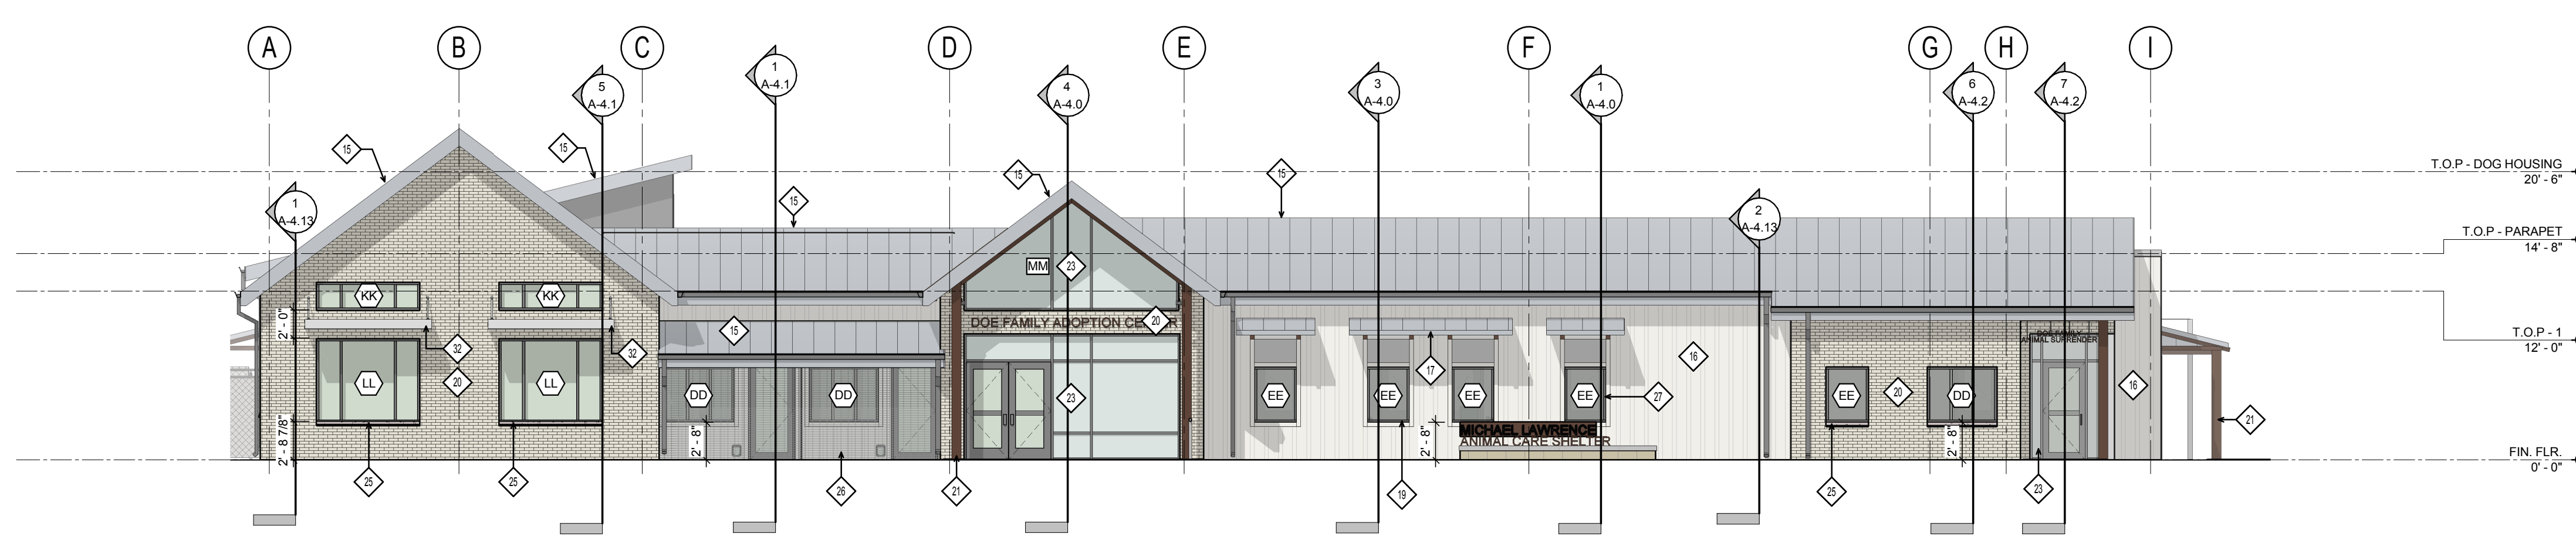 A B C D E F G H I
1
A-4.1
5
A-4.1
4
A-4.0
3
A-4.0
1
A-4.0
6
A-4.2
7
A-4.2
15
15
15
15
15
T.O.P - DOG HOUSING
20' - 6"
1
A-4.13
2
A-4.13
T.O.P - PARAPET
14' - 8"
MM
23
KK
KK
2' - 0"
DOE FAMILY ADOPTION CENTER
20
15
32
32
DOE FAMILY
ANIMAL SURRENDER
T.O.P - 1
12' - 0"
16
17
LL
20
LL
DD
DD
23
EE
EE
EE
EE
27
EE
20
DD
16
21
2' - 8 7/8"
2' - 8"
2' - 8"
2' - 8"
MICHAEL LAWRENCE
ANIMAL CARE SHELTER
FIN. FLR.
0' - 0"
25
25
26
21
19
25
23